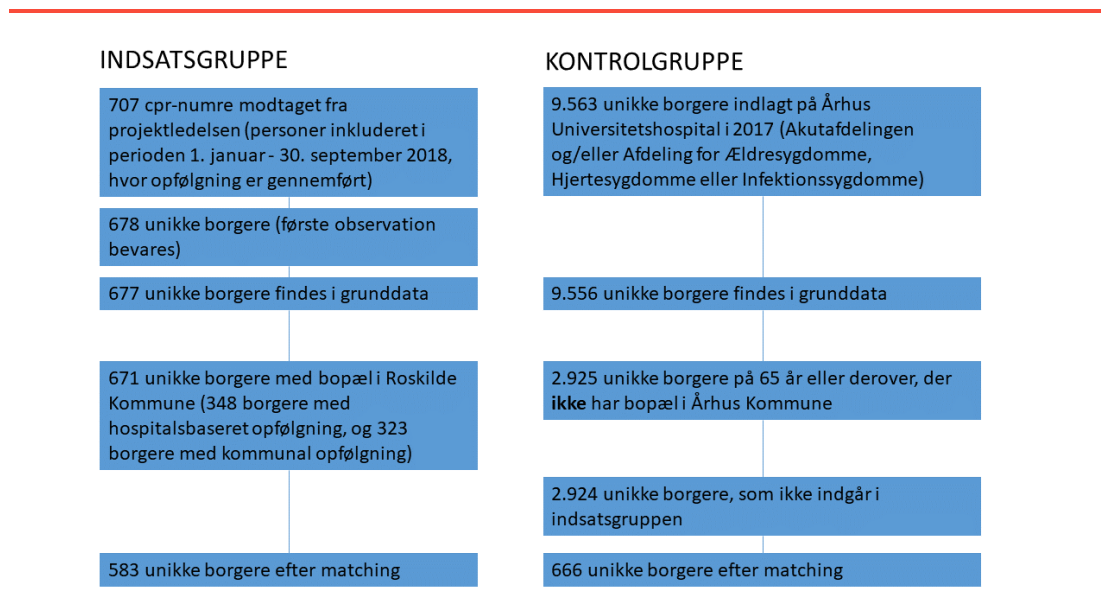 INDSATSGRUPPE
707 cpr-numre modtaget fra
projektledelsen (personer inkluderet i
perioden 1. januar - 30. september 2018,
hvor opfølgning er gennemført)
678 unikke borgere (første observation
bevares)
677 unikke borgere findes i grunddata
671 unikke borgere med bopæl i Roskilde
Kommune (348 borgere med
hospitalsbaseret opfølgning, og 323
borgere med kommunal opfølgning)
583 unikke borgere efter matching
KONTROLGRUPPE
9.563 unikke borgere indlagt på Århus
Universitetshospital i 2017 (Akutafdelingen
og/eller Afdeling for Ældresygdomme,
Hjertesygdomme eller Infektionssygdomme)
9.556 unikke borgere findes i grunddata
2.925 unikke borgere på 65 år eller derover, der
ikke har bopæl i Århus Kommune
2.924 unikke borgere, som ikke indgår i
indsatsgruppen
666 unikke borgere efter matching